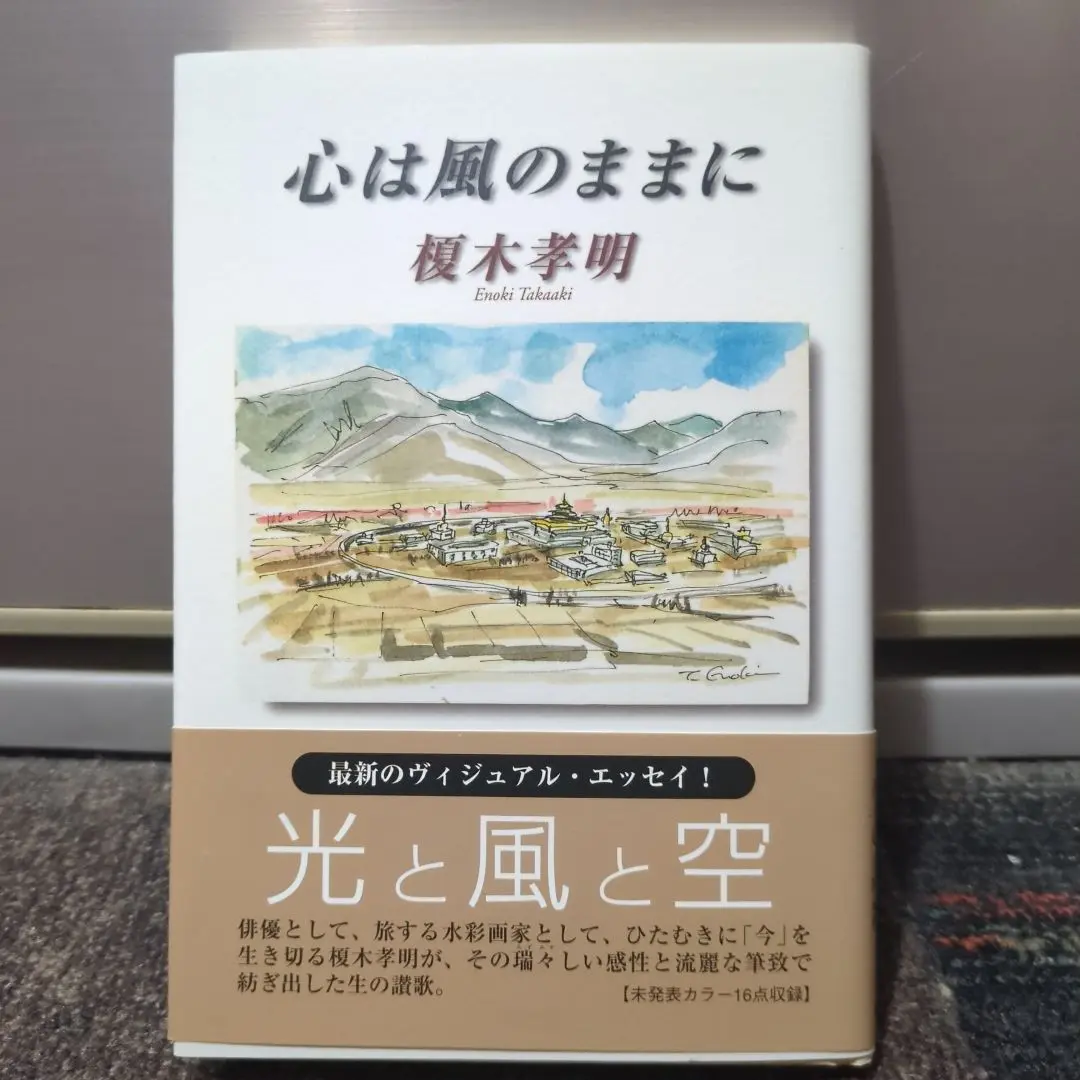 心は風のままに
榎木孝明
Enoki Takaaki
T. Enoki
最新のヴィジュアル・エッセイ！
光と風と空
俳優として、旅する水彩画家として、ひたむきに「今」を
生き切る榎木孝明が、その瑞々しい感性と流麗な筆致で
紡ぎ出した生の讃歌。
【未発表カラー16点収録】